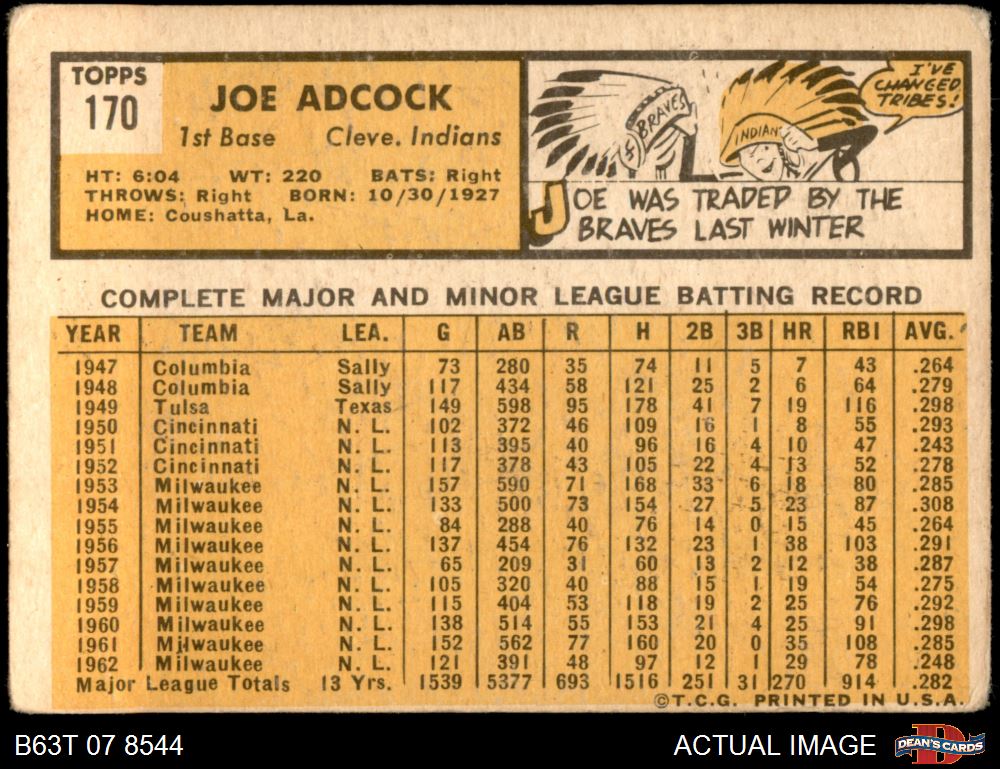 TOPPS
170
JOE ADCOCK
1st Base Cleve. Indians
HT: 6:04 WT: 220 BATS: Right
THROWS: Right BORN: 10/30/1927
HOME: Coushatta, La.
BRAVES
INDIAN
I'VE
CHANGED
TRIBES!
JOE WAS TRADED BY THE
BRAVES LAST WINTER
COMPLETE MAJOR AND MINOR LEAGUE BATTING RECORD
YEAR TEAM LEA. G AB R H 2B 3B HR RBI AVG.
1947 Columbia Sally 73 280 35 74 11 5 7 43 .264
1948 Columbia Sally 117 434 58 121 25 2 6 64 .279
1949 Tulsa Texas 149 598 95 178 41 7 19 116 .298
1950 Cincinnati N. L. 102 372 46 109 16 1 8 55 .293
1951 Cincinnati N. L. 113 395 40 96 16 4 10 47 .243
1952 Cincinnati N. L. 117 378 43 105 22 4 13 52 .278
1953 Milwaukee N. L. 157 590 71 168 33 6 18 80 .285
1954 Milwaukee N. L. 133 500 73 154 27 5 23 87 .308
1955 Milwaukee N. L. 84 288 40 76 14 0 15 45 .264
1956 Milwaukee N. L. 137 454 76 132 23 1 38 103 .291
1957 Milwaukee N. L. 65 209 31 60 13 2 12 38 .287
1958 Milwaukee N. L. 105 320 40 88 15 1 19 54 .275
1959 Milwaukee N. L. 115 404 53 118 19 2 25 76 .292
1960 Milwaukee N. L. 138 514 55 153 21 4 25 91 .298
1961 Milwaukee N. L. 152 562 77 160 20 0 35 108 .285
1962 Milwaukee N. L. 121 391 48 97 12 1 29 78 .248
Major League Totals 13 Yrs. 1539 5377 693 1516 251 31 270 914 .282
©T.C.G. PRINTED IN U.S.A.
B63T 07 8544
ACTUAL IMAGE
DEAN'S CARDS